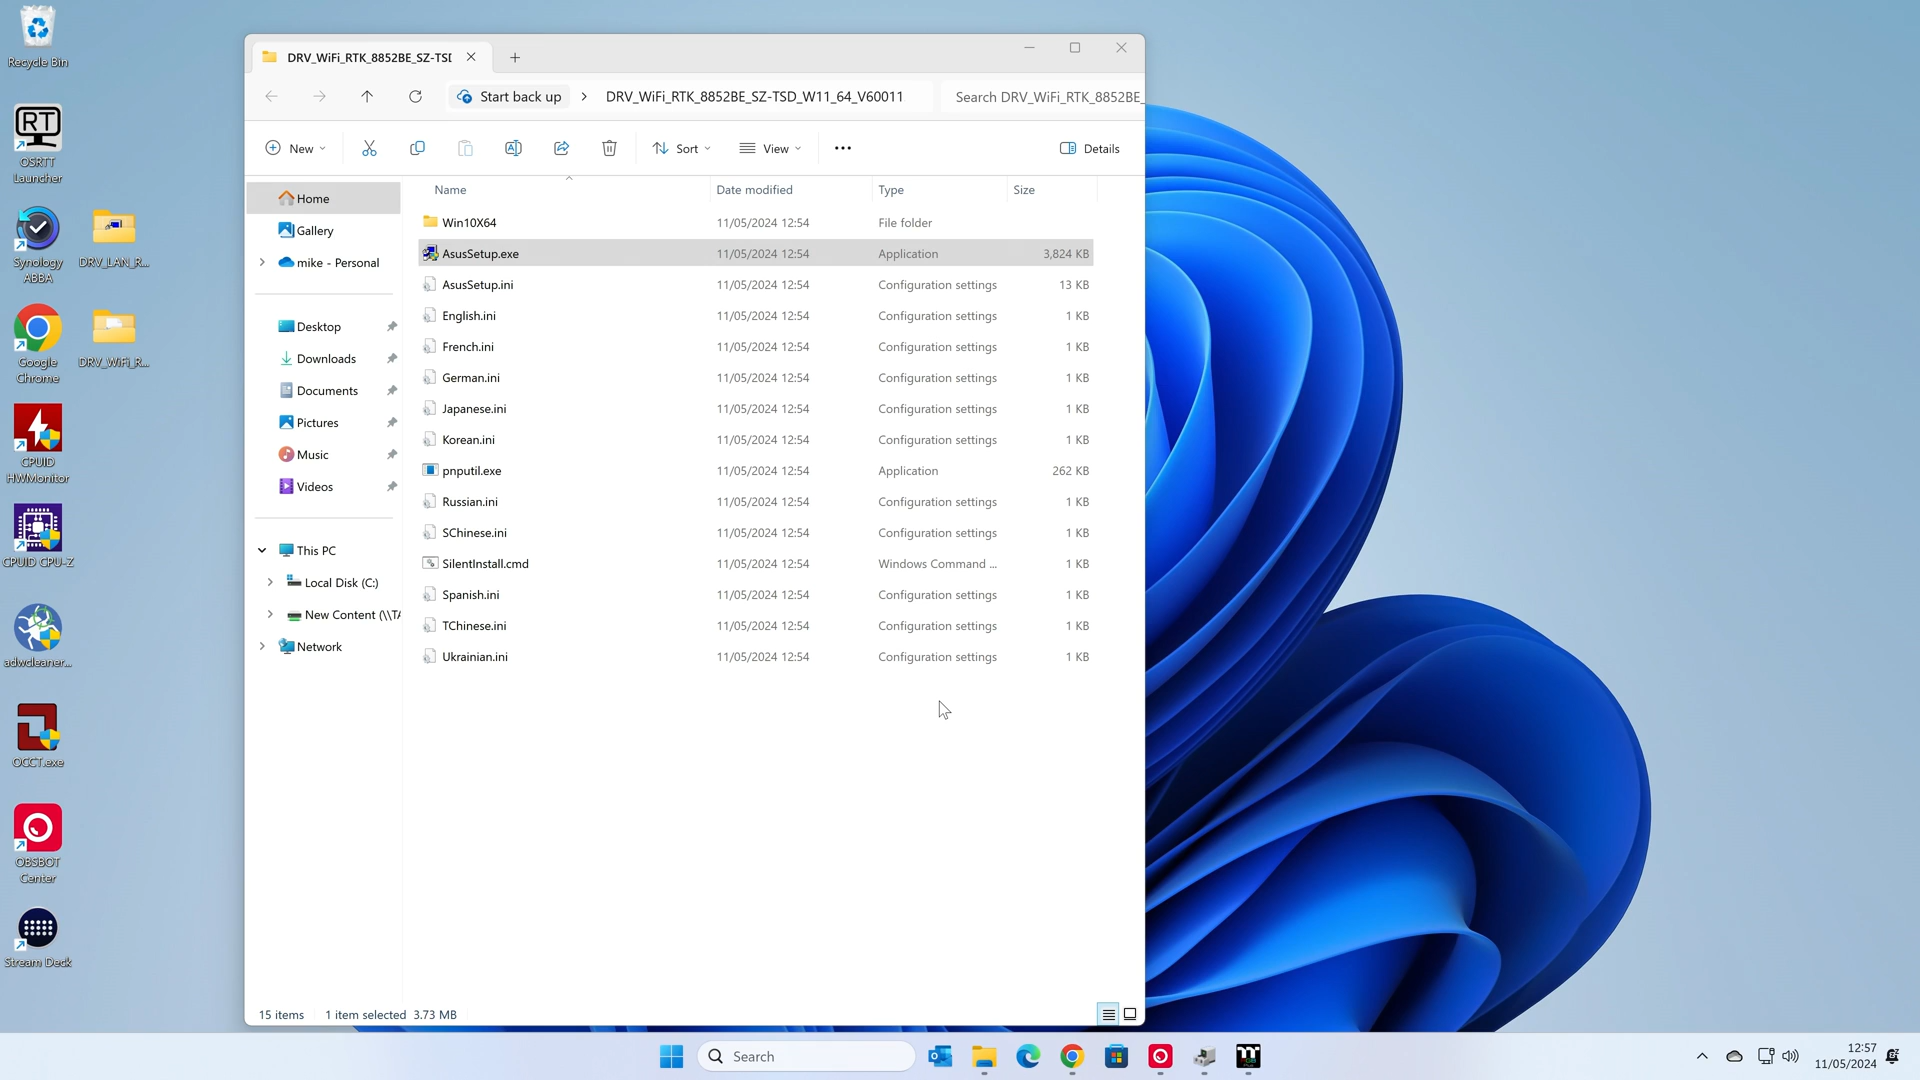 Recycle Bin
OSRTT
Launcher
Synology
ABBA
DRV_LAN_R...
Google
Chrome
DRV_WiFi_R...
CPUID
HWMonitor
CPUID CPU-Z
adwcleaner...
OCCT.exe
OBSBOT
Center
Stream Deck
DRV_WiFi_RTK_8852BE_SZ-TSD
Start back up
DRV_WiFi_RTK_8852BE_SZ-TSD_W11_64_V60011
Search DRV_WiFi_RTK_8852BE_
New
Sort
View
Details
Home
Gallery
mike - Personal
Desktop
Downloads
Documents
Pictures
Music
Videos
This PC
Local Disk (C:)
New Content (\\TA
Network
Name Date modified Type Size
Win10X64 11/05/2024 12:54 File folder
AsusSetup.exe 11/05/2024 12:54 Application 3,824 KB
AsusSetup.ini 11/05/2024 12:54 Configuration settings 13 KB
English.ini 11/05/2024 12:54 Configuration settings 1 KB
French.ini 11/05/2024 12:54 Configuration settings 1 KB
German.ini 11/05/2024 12:54 Configuration settings 1 KB
Japanese.ini 11/05/2024 12:54 Configuration settings 1 KB
Korean.ini 11/05/2024 12:54 Configuration settings 1 KB
pnputil.exe 11/05/2024 12:54 Application 262 KB
Russian.ini 11/05/2024 12:54 Configuration settings 1 KB
SChinese.ini 11/05/2024 12:54 Configuration settings 1 KB
SilentInstall.cmd 11/05/2024 12:54 Windows Command ... 1 KB
Spanish.ini 11/05/2024 12:54 Configuration settings 1 KB
TChinese.ini 11/05/2024 12:54 Configuration settings 1 KB
Ukrainian.ini 11/05/2024 12:54 Configuration settings 1 KB
15 items 1 item selected 3.73 MB
Search
12:57
11/05/2024